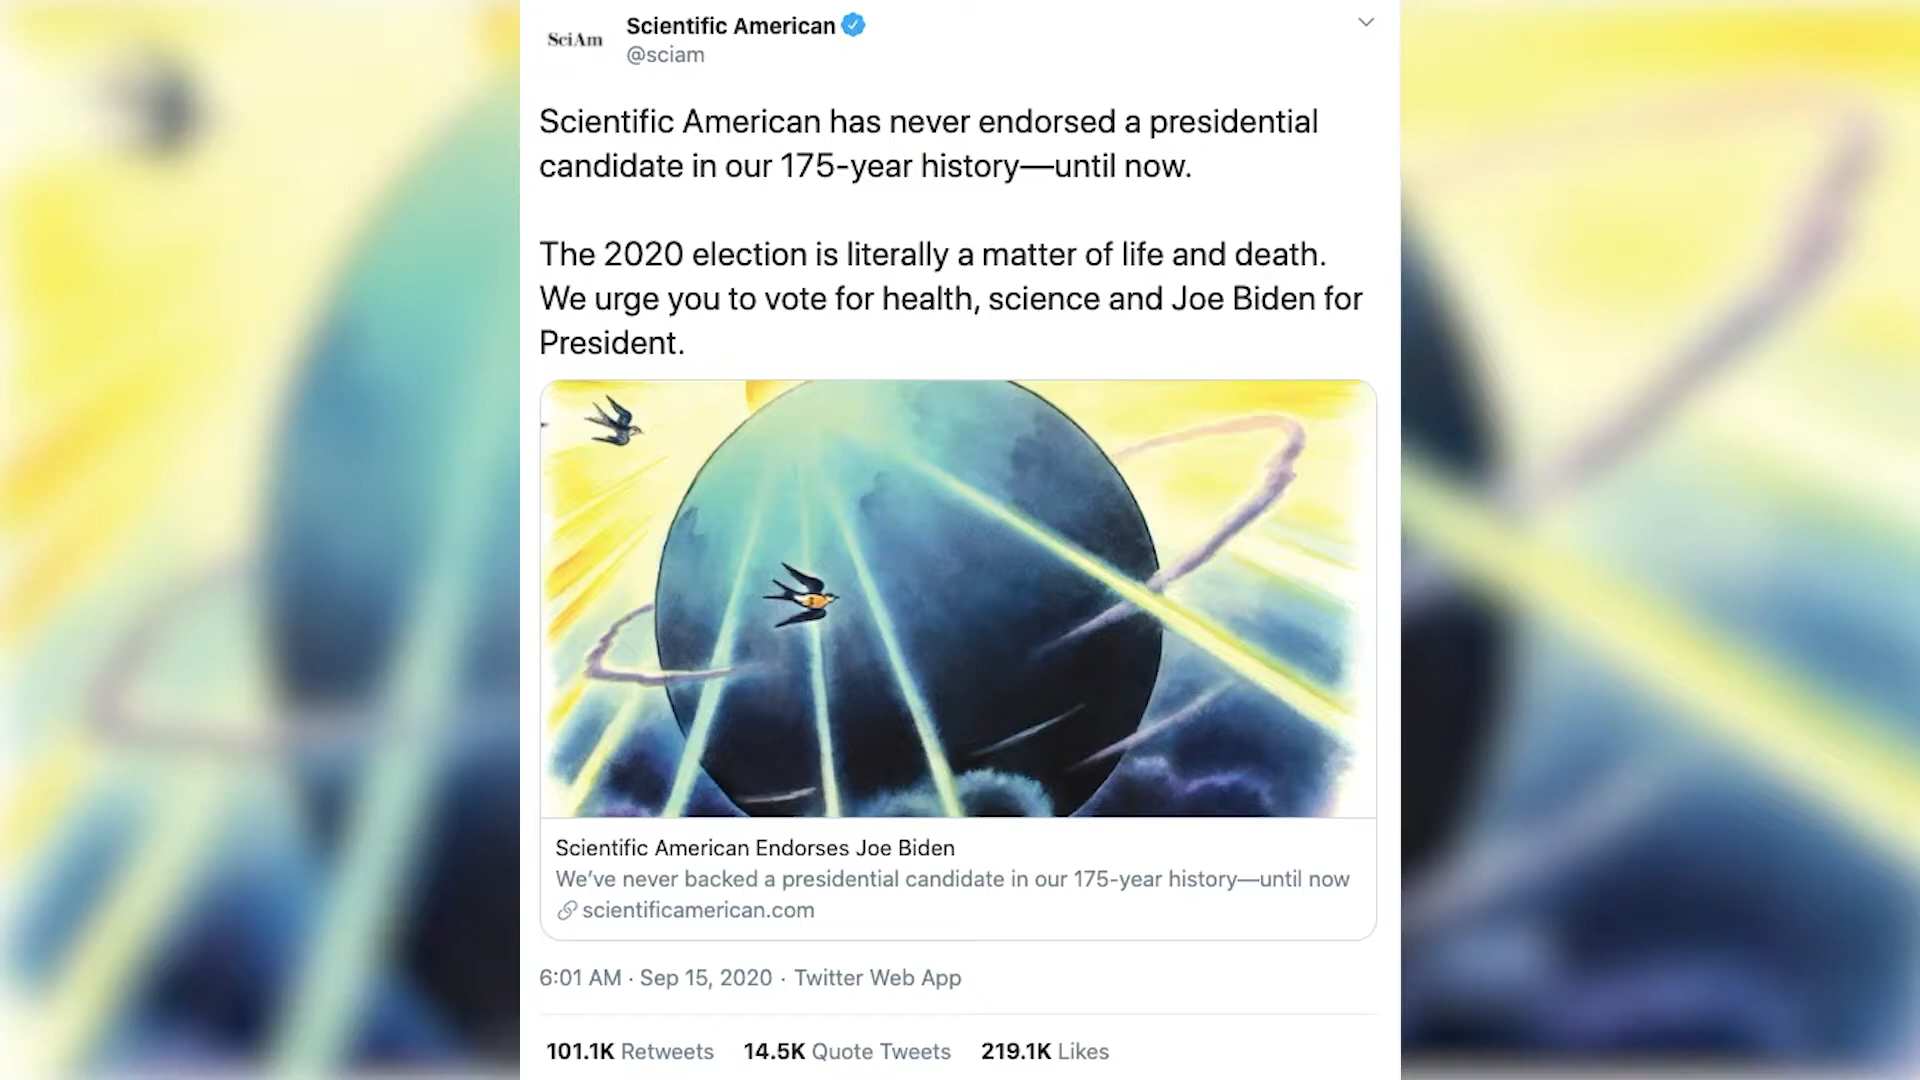 SciAm
Scientific American
@sciam
Scientific American has never endorsed a presidential
candidate in our 175-year history—until now.
The 2020 election is literally a matter of life and death.
We urge you to vote for health, science and Joe Biden for
President.
Scientific American Endorses Joe Biden
We’ve never backed a presidential candidate in our 175-year history—until now
scientificamerican.com
6:01 AM · Sep 15, 2020 · Twitter Web App
101.1K Retweets 14.5K Quote Tweets 219.1K Likes